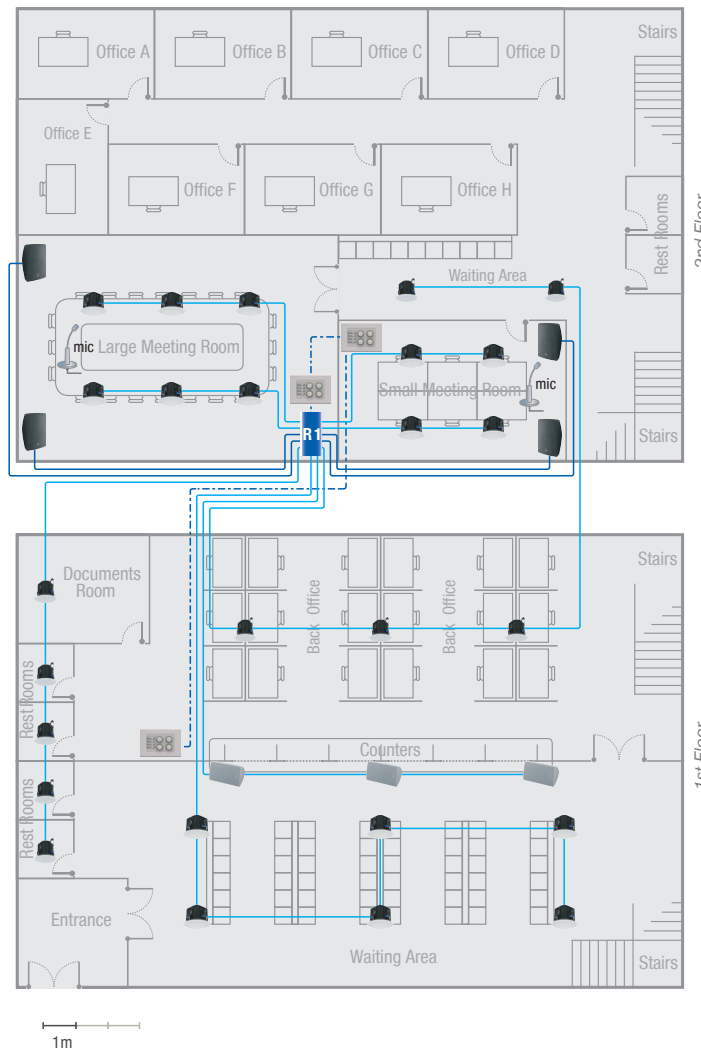 Office A
Office B
Office C
Office D
Stairs
Office E
Office F
Office G
Office H
Rest Rooms
2nd Floor
Waiting Area
mic
Large Meeting Room
Small Meeting Room
mic
R1
Stairs
Documents
Room
Back Office
Back Office
Stairs
Rest Rooms
Counters
1st Floor
Rest Rooms
Entrance
Waiting Area
Stairs
1m